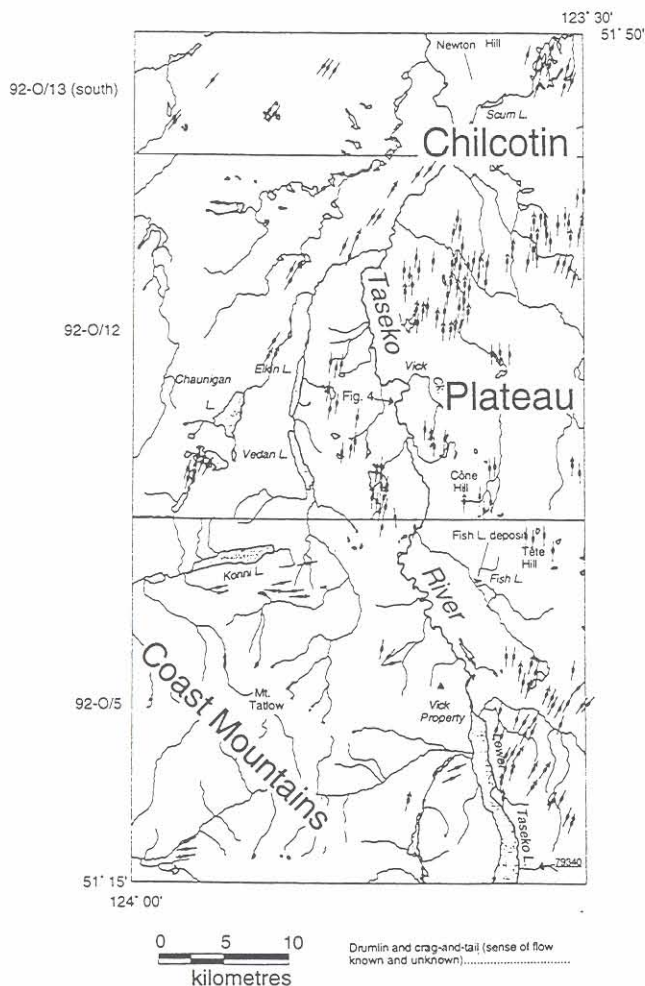 123° 30'
51° 50'
Newton Hill
92-O/13 (south)
Scum L.
Chilcotin
Taseko
92-O/12
Elkin L.
Vick
Ck.
Chaunigan
L.
Fig. 4
Plateau
Vedan L.
Cône
Hill
Fish L. deposit
Tête
Hill
Konni L.
Fish L.
River
Coast Mountains
Mt.
Tatlow
92-O/5
Vick
Property
Lower
Taseko L.
79340
51° 15'
124° 00'
0 5 10
kilometres
Drumlin and crag-and-tail (sense of flow
known and unknown)